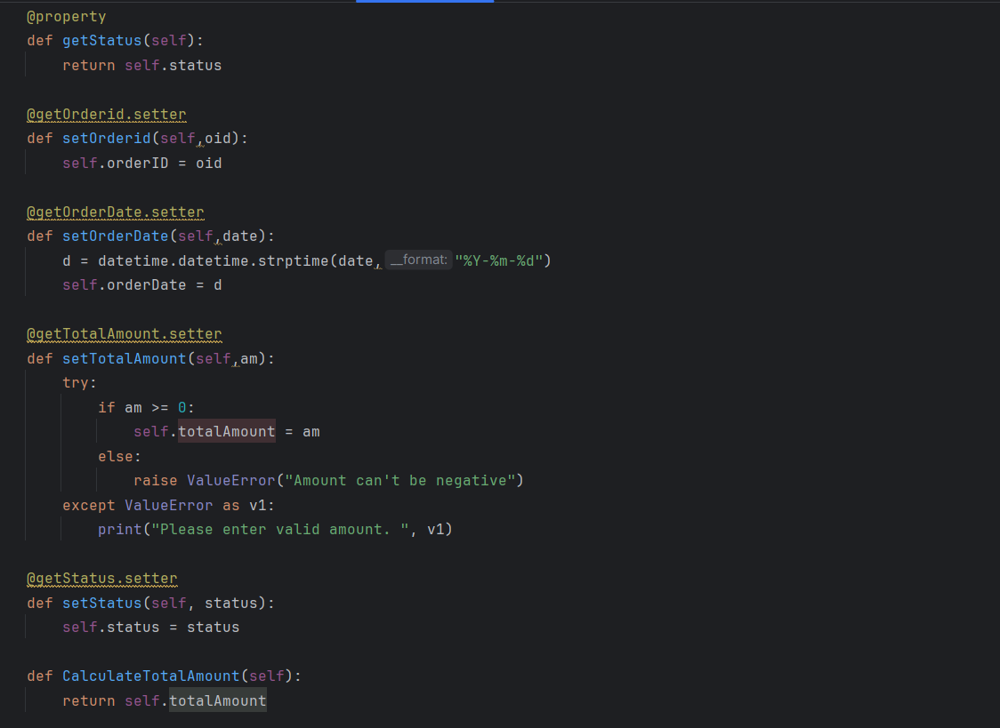 @property
def getStatus(self):
    return self.status
@getOrderid.setter
def setOrderid(self,oid):
    self.orderID = oid
@getOrderDate.setter
def setOrderDate(self,date):
    d = datetime.datetime.strptime(date, __format: "%Y-%m-%d")
    self.orderDate = d
@getTotalAmount.setter
def setTotalAmount(self,am):
    try:
        if am >= 0:
            self.totalAmount = am
        else:
            raise ValueError("Amount can't be negative")
    except ValueError as v1:
        print("Please enter valid amount. ", v1)
@getStatus.setter
def setStatus(self, status):
    self.status = status
def CalculateTotalAmount(self):
    return self.totalAmount